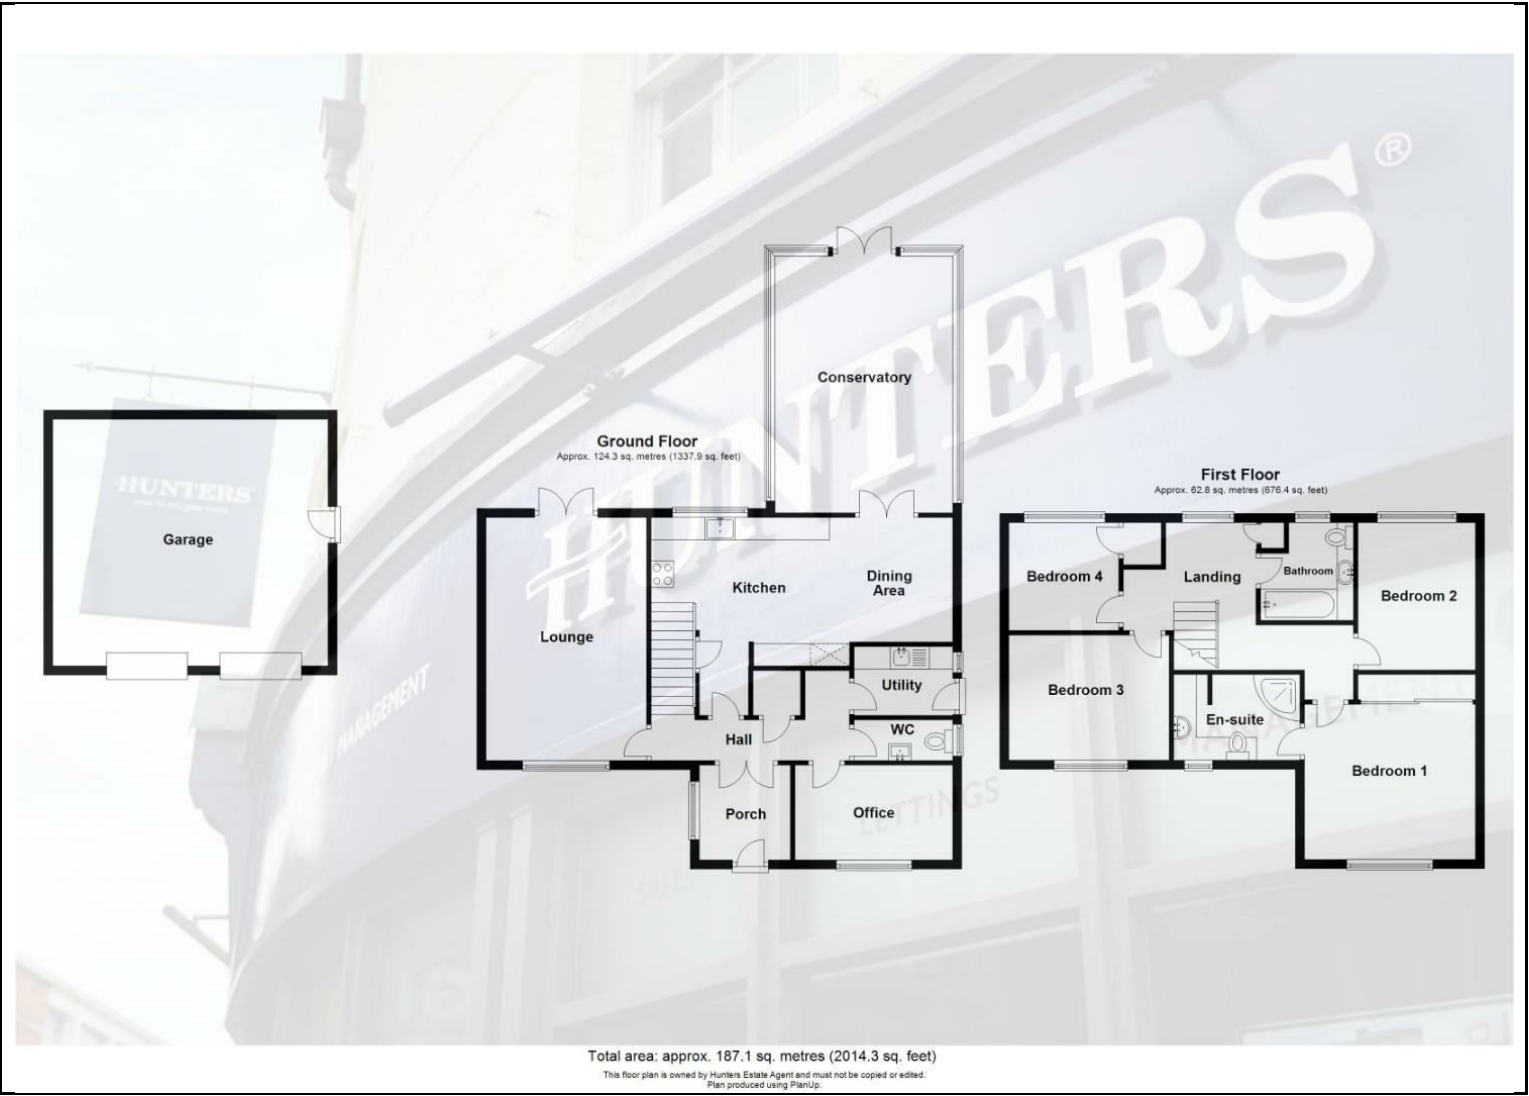 HUNTERS®
HUNTERS
Garage
MANAGEMENT
Ground Floor
Approx. 124.3 sq. metres (1337.9 sq. feet)
Conservatory
Lounge
Kitchen
Dining
Area
Utility
WC
Hall
Porch
Office
LETTINGS
First Floor
Approx. 62.8 sq. metres (676.4 sq. feet)
Bedroom 4
Landing
Bathroom
Bedroom 2
Bedroom 3
En-suite
MANAGEMENT
Bedroom 1
Total area: approx. 187.1 sq. metres (2014.3 sq. feet)
This floor plan is owned by Hunters Estate Agent and must not be copied or edited.
Plan produced using PlanUp.